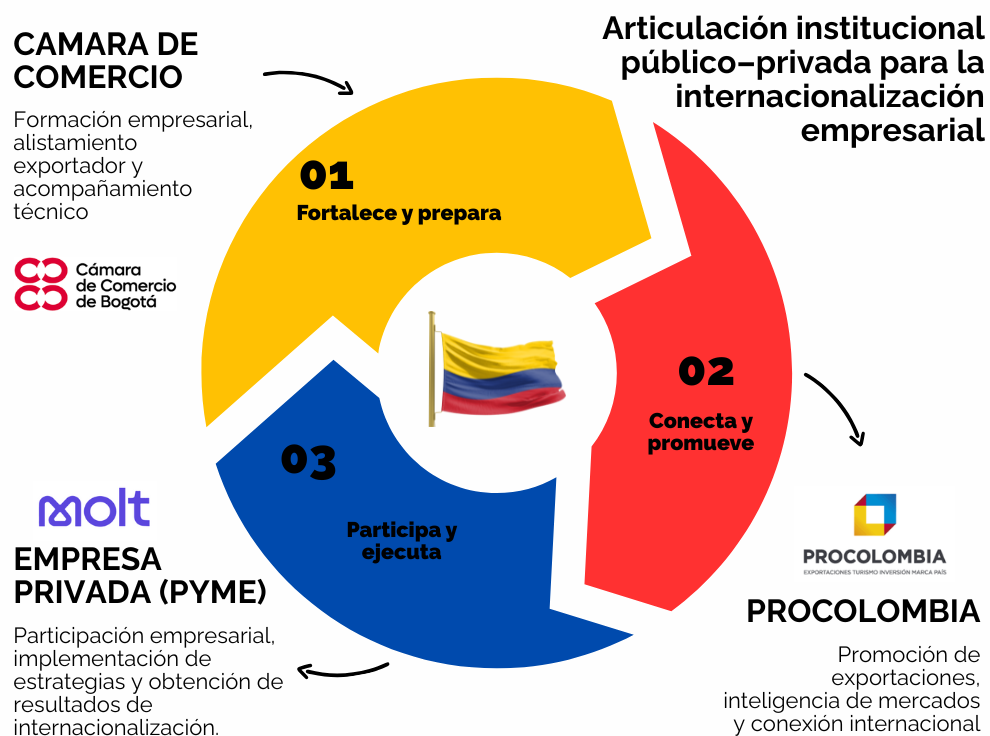 Articulación institucional
público–privada para la
internacionalización
empresarial
CAMARA DE
COMERCIO
Formación empresarial,
alistamiento
exportador y
acompañamiento
técnico
Cámara
de Comercio
de Bogotá
01
Fortalece y prepara
02
Conecta y
promueve
PROCOLOMBIA
EXPORTACIONES TURISMO INVERSIÓN MARCA PAÍS
PROCOLOMBIA
Promoción de
exportaciones,
inteligencia de mercados
y conexión internacional
03
Participa y
ejecuta
molt
EMPRESA
PRIVADA (PYME)
Participación empresarial,
implementación de
estrategias y obtención de
resultados de
internacionalización.